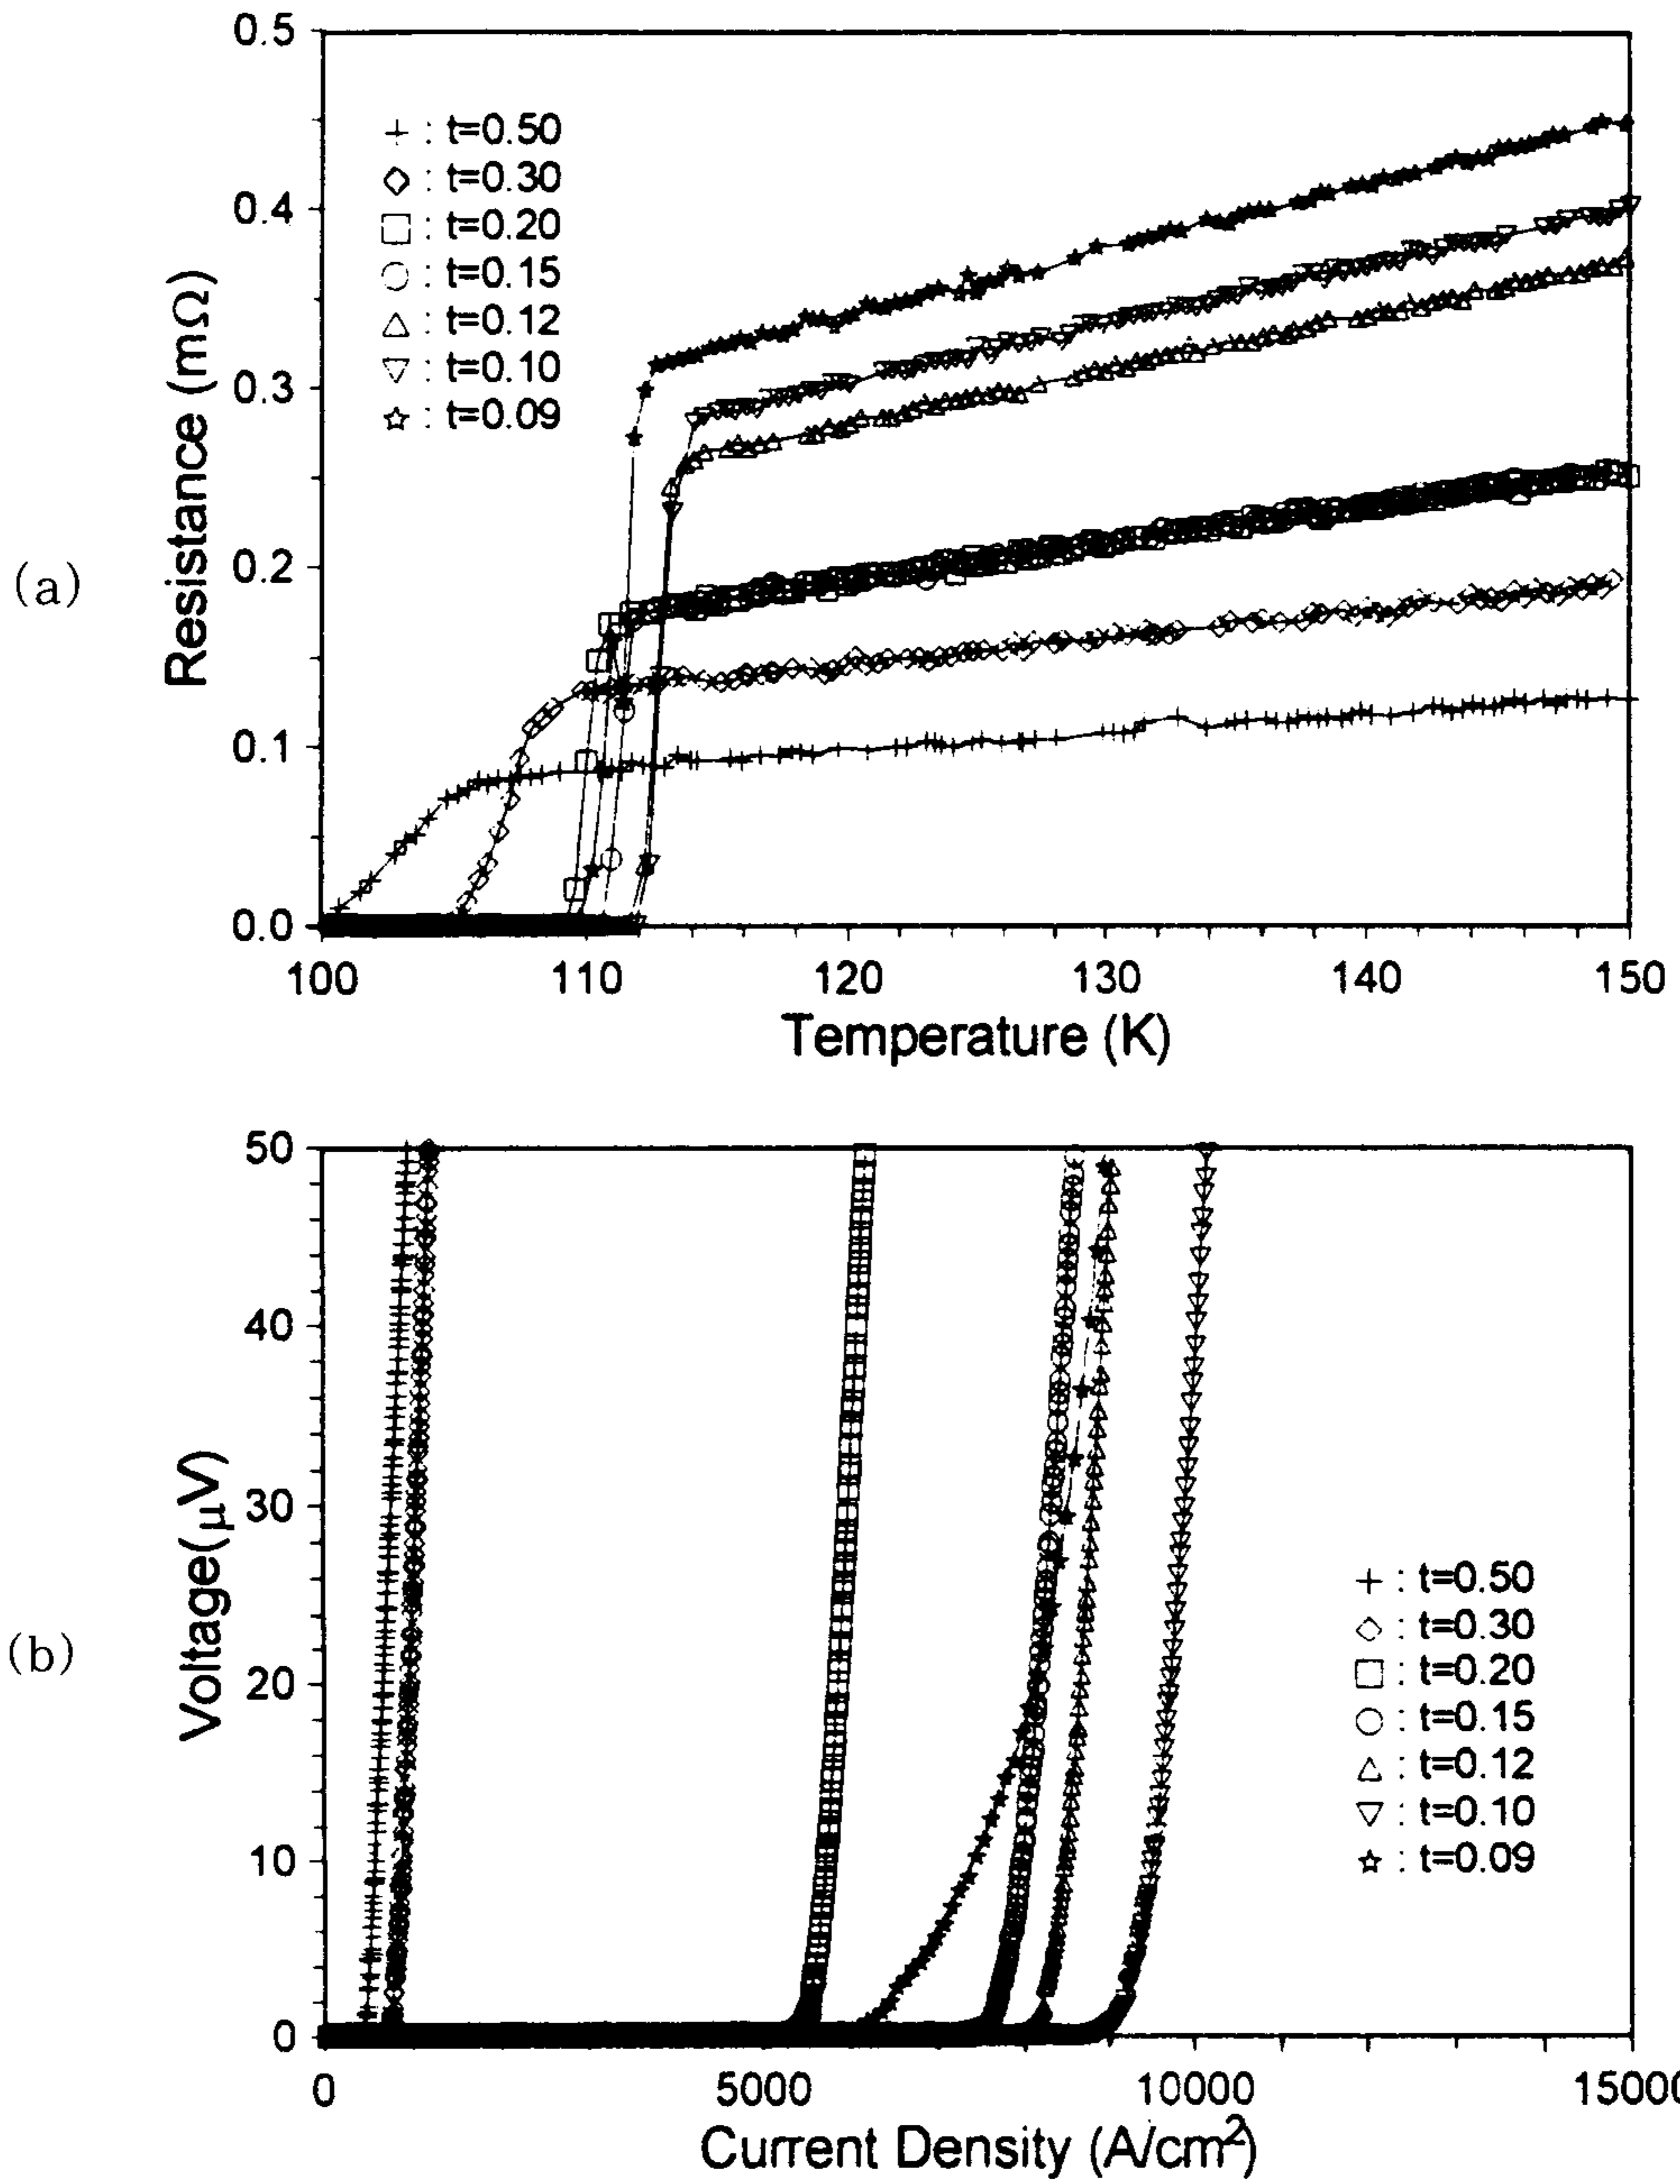 (a)
Resistance (mΩ)
0.5
0.4
0.3
0.2
0.1
0.0
+ : t=0.50
◇ : t=0.30
□ : t=0.20
○ : t=0.15
△ : t=0.12
▽ : t=0.10
☆ : t=0.09
100 110 120 130 140 150
Temperature (K)
(b)
Voltage(μV)
50
40
30
20
10
0
+ : t=0.50
◇ : t=0.30
□ : t=0.20
○ : t=0.15
△ : t=0.12
▽ : t=0.10
☆ : t=0.09
0 5000 10000 1500
Current Density (A/cm²)